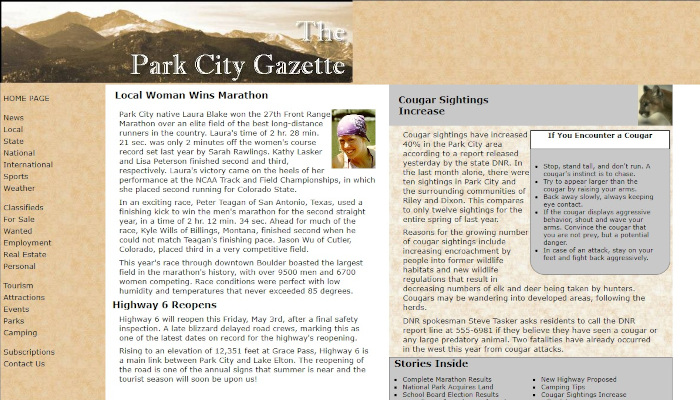 The
Park City Gazette
HOME PAGE
News
Local
State
National
International
Sports
Weather
Classifieds
For Sale
Wanted
Employment
Real Estate
Personal
Tourism
Attractions
Events
Parks
Camping
Subscriptions
Contact Us
Local Woman Wins Marathon
Park City native Laura Blake won the 27th Front Range
Marathon over an elite field of the best long-distance
runners in the country. Laura's time of 2 hr. 28 min.
21 sec. was only 2 minutes off the women's course
record set last year by Sarah Rawlings. Kathy Lasker
and Lisa Peterson finished second and third,
respectively. Laura's victory came on the heels of her
performance at the NCAA Track and Field Championships, in which
she placed second running for Colorado State.
In an exciting race, Peter Teagan of San Antonio, Texas, used a
finishing kick to win the men's marathon for the second straight
year, in a time of 2 hr. 12 min. 34 sec. Ahead for much of the
race, Kyle Wills of Billings, Montana, finished second when he
could not match Teagan's finishing pace. Jason Wu of Cutler,
Colorado, placed third in a very competitive field.
This year's race through downtown Boulder boasted the largest
field in the marathon's history, with over 9500 men and 6700
women competing. Race conditions were perfect with low
humidity and temperatures that never exceeded 85 degrees.
Highway 6 Reopens
Highway 6 will reopen this Friday, May 3rd, after a final safety
inspection. A late blizzard delayed road crews, marking this as
one of the latest dates on record for the highway's reopening.
Rising to an elevation of 12,351 feet at Grace Pass, Highway 6 is
a main link between Park City and Lake Elton. The reopening of
the road is one of the annual signs that summer is near and the
tourist season will soon be upon us!
Cougar Sightings
Increase
Cougar sightings have increased
40% in the Park City area
according to a report released
yesterday by the state DNR. In
the last month alone, there were
ten sightings in Park City and
the surrounding communities of
Riley and Dixon. This compares
to only twelve sightings for the
entire spring of last year.
Reasons for the growing number
of cougar sightings include
increasing encroachment by
people into former wildlife
habitats and new wildlife
regulations that result in
decreasing numbers of elk and deer being taken by hunters.
Cougars may be wandering into developed areas, following the
herds.
DNR spokesman Steve Tasker asks residents to call the DNR
report line at 555-6981 if they believe they have seen a cougar or
any large predatory animal. Two fatalities have already occurred
in the west this year from cougar attacks.
If You Encounter a Cougar
• Stop, stand tall, and don't run. A
cougar's instinct is to chase.
• Try to appear larger than the
cougar by raising your arms.
• Back away slowly, always keeping
eye contact.
• If the cougar displays aggressive
behavior, shout and wave your
arms. Convince the cougar that
you are not prey, but a potential
danger.
• In case of an attack, stay on your
feet and fight back aggressively.
Stories Inside
• Complete Marathon Results
• National Park Acquires Land
• School Board Election Results
• New Highway Proposed
• Camping Tips
• Cougar Sightings Increase